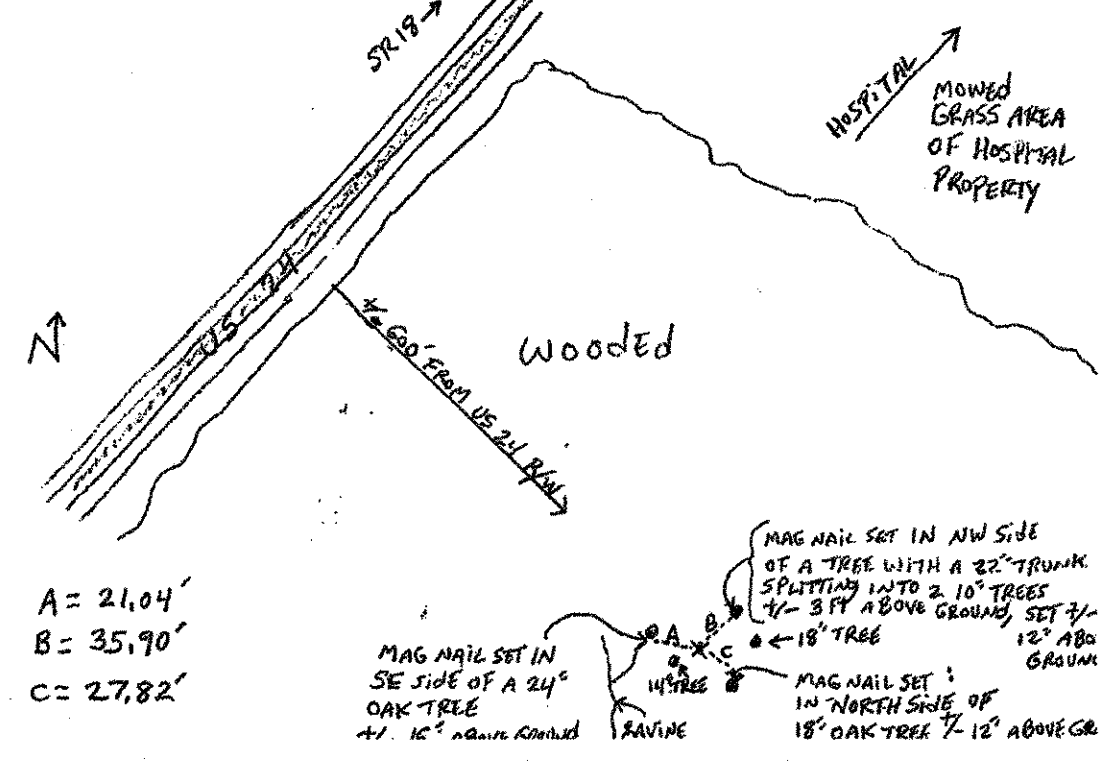 SR18 →
HOSPITAL
MOWED
GRASS AREA
OF HOSPITAL
PROPERTY
US 24
N
+/- 600' FROM US 24 R/W
WOODED
A = 21.04'
B = 35.90'
C = 27.82'
MAG NAIL SET IN
SE SIDE OF A 24"
OAK TREE
+/- 16" ABOVE GROUND
A
B
C
X
14" TREE
RAVINE
MAG NAIL SET IN NW SIDE
OF A TREE WITH A 22" TRUNK
SPLITTING INTO 2 10" TREES
+/- 3 FT ABOVE GROUND, SET +/-
12" ABO
GROUN
← 18" TREE
MAG NAIL SET
IN NORTH SIDE OF
18" OAK TREE +/- 12" ABOVE GR